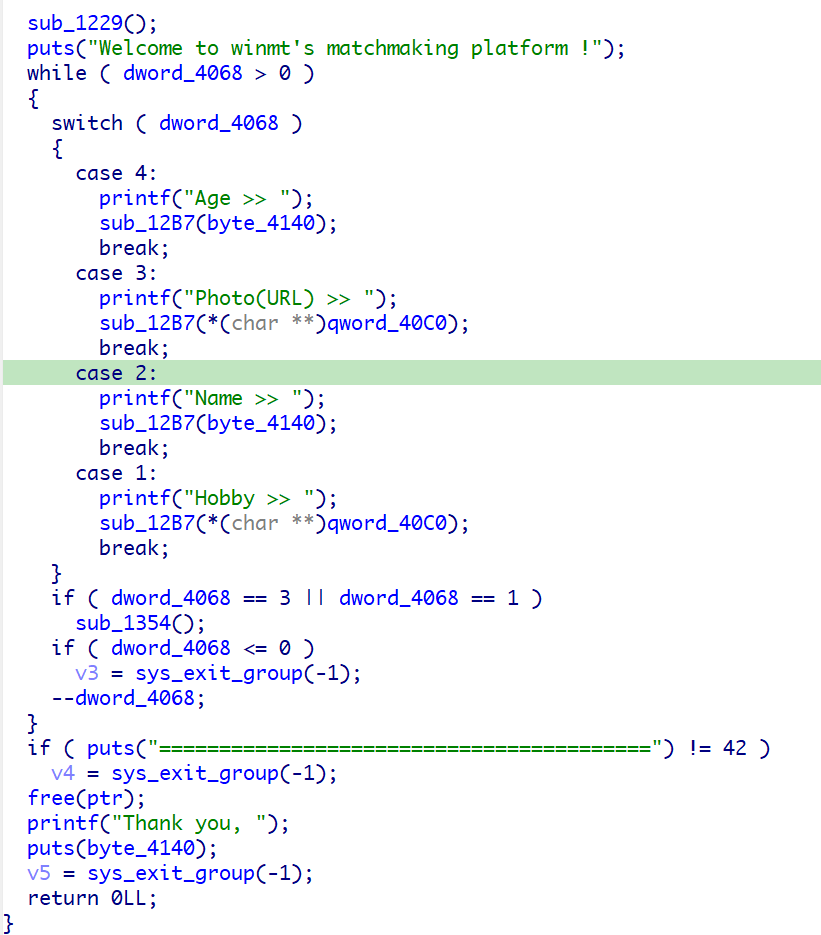 sub_1229();
puts("Welcome to winmt's matchmaking platform !");
while ( dword_4068 > 0 )
{
switch ( dword_4068 )
{
case 4:
printf("Age >> ");
sub_12B7(byte_4140);
break;
case 3:
printf("Photo(URL) >> ");
sub_12B7(*(char **)qword_40C0);
break;
case 2:
printf("Name >> ");
sub_12B7(byte_4140);
break;
case 1:
printf("Hobby >> ");
sub_12B7(*(char **)qword_40C0);
break;
}
if ( dword_4068 == 3 || dword_4068 == 1 )
sub_1354();
if ( dword_4068 <= 0 )
v3 = sys_exit_group(-1);
--dword_4068;
}
if ( puts("=========================================") != 42 )
v4 = sys_exit_group(-1);
free(ptr);
printf("Thank you, ");
puts(byte_4140);
v5 = sys_exit_group(-1);
return 0LL;
}